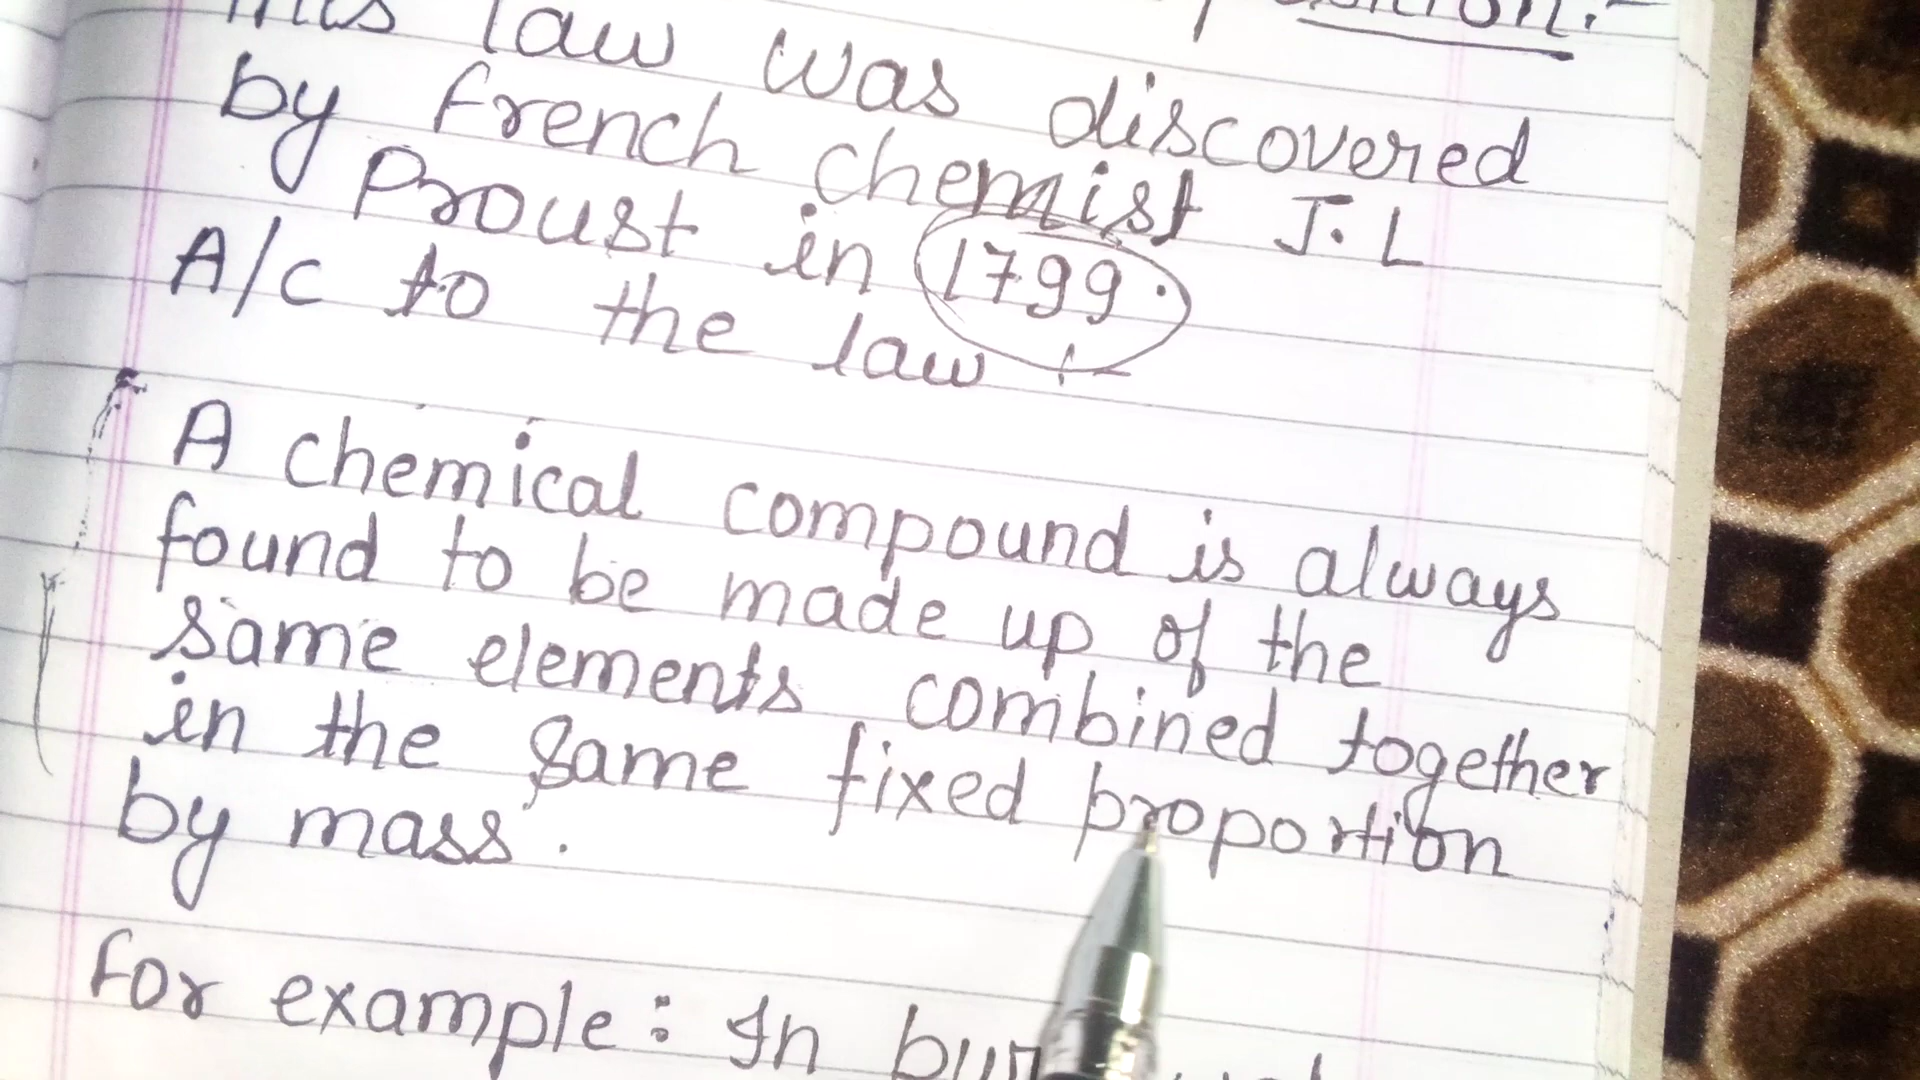 This law was discovered
by french chemist J.L
Proust in 1799.
A/c to the law :-
A chemical compound is always
found to be made up of the
same elements combined together
in the same fixed proportion
by mass.
for example: In